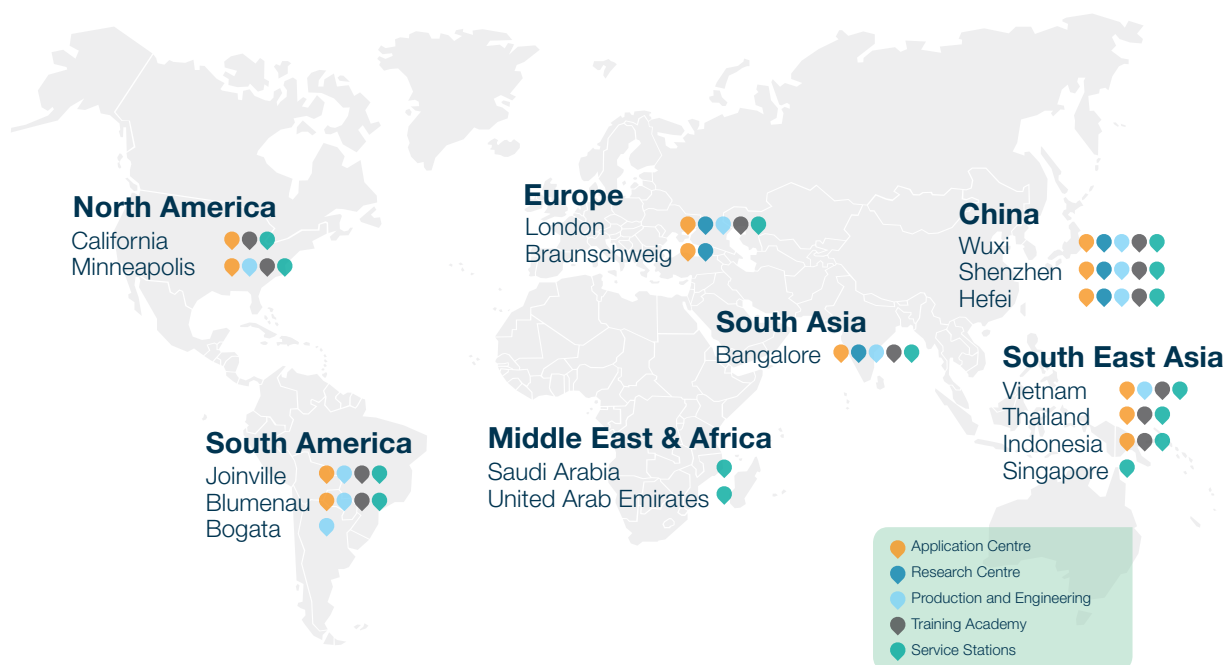 North America
California
Minneapolis
Europe
London
Braunschweig
China
Wuxi
Shenzhen
Hefei
South Asia
Bangalore
South East Asia
Vietnam
Thailand
Indonesia
Singapore
South America
Joinville
Blumenau
Bogata
Middle East & Africa
Saudi Arabia
United Arab Emirates
Application Centre
Research Centre
Production and Engineering
Training Academy
Service Stations